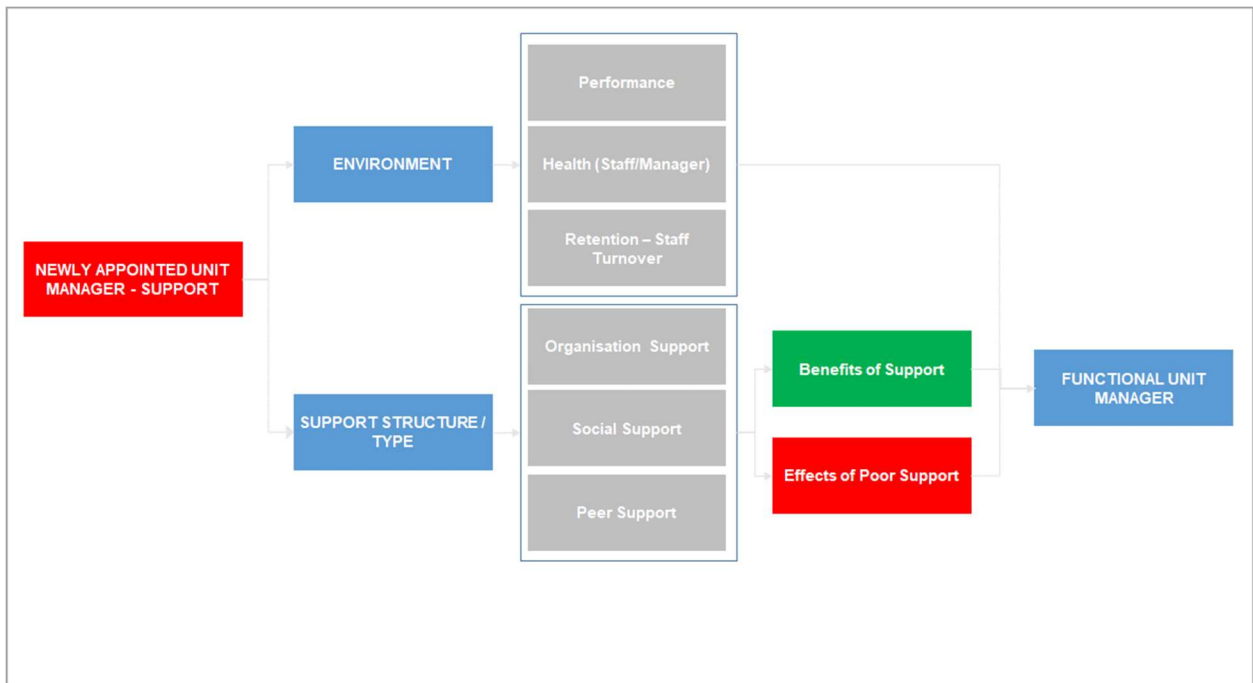 Performance
ENVIRONMENT
Health (Staff/Manager)
Retention – Staff
Turnover
NEWLY APPOINTED UNIT
MANAGER - SUPPORT
Organisation Support
Benefits of Support
FUNCTIONAL UNIT
MANAGER
SUPPORT STRUCTURE /
TYPE
Social Support
Effects of Poor Support
Peer Support